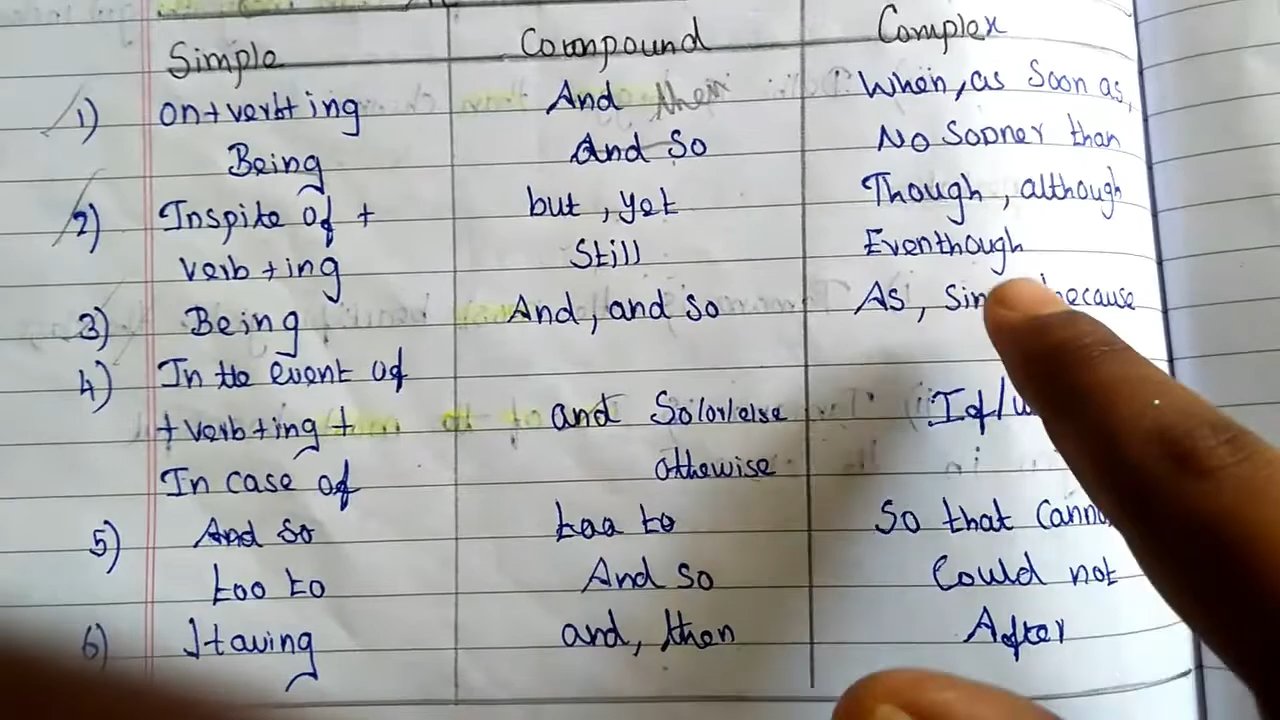 Simple Compound Complex
1) on+verb+ing And then When, as soon as,
Being And so No Sooner than
2) Inspite of + but, yet Though, although
verb+ing Still Eventhough
3) Being And, and so As, because
4) In the event of
+verb+ing + and So/or/else If/
In case of othewise
5) And so too to So that
too to And so Could not
6) Having and, then After